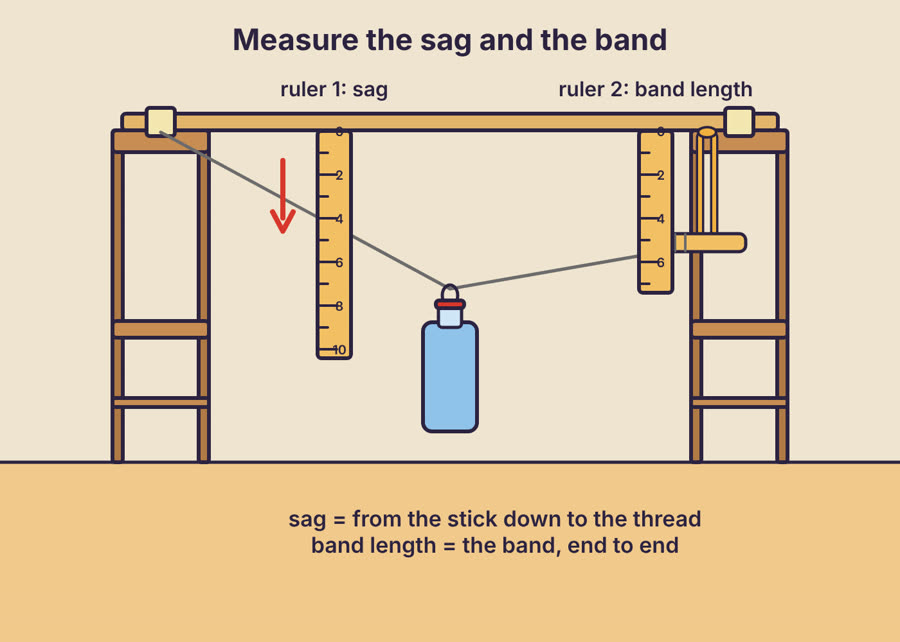 Measure the sag and the band
ruler 1: sag
ruler 2: band length
0
2
4
6
8
10
0
2
4
6
sag = from the stick down to the thread
band length = the band, end to end